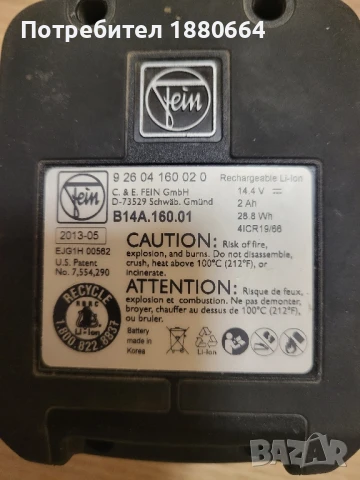 Потребител 1880664
Fein
Fein
9 26 04 160 02 0
Rechargeable Li-Ion
C. & E. FEIN GmbH
D-73529 Schwäb. Gmünd
14.4 V
2 Ah
B14A.160.01
28.8 Wh
4ICR19/66
2013-05
EJG1H 00562
U.S. Patent
No. 7,554,290
CAUTION: Risk of fire,
explosion, and burns. Do not disassemble,
crush, heat above 100°C (212°F), or
incinerate.
ATTENTION: Risque de feux,
explosion et combustion. Ne pas demonter,
broyer, chauffer au dessus de 100°C (212°F),
ou bruler.
RECYCLE
RBRC
Li-Ion
1.800.822.8837
Battery
made in
Korea
Li-Ion
BAZAR